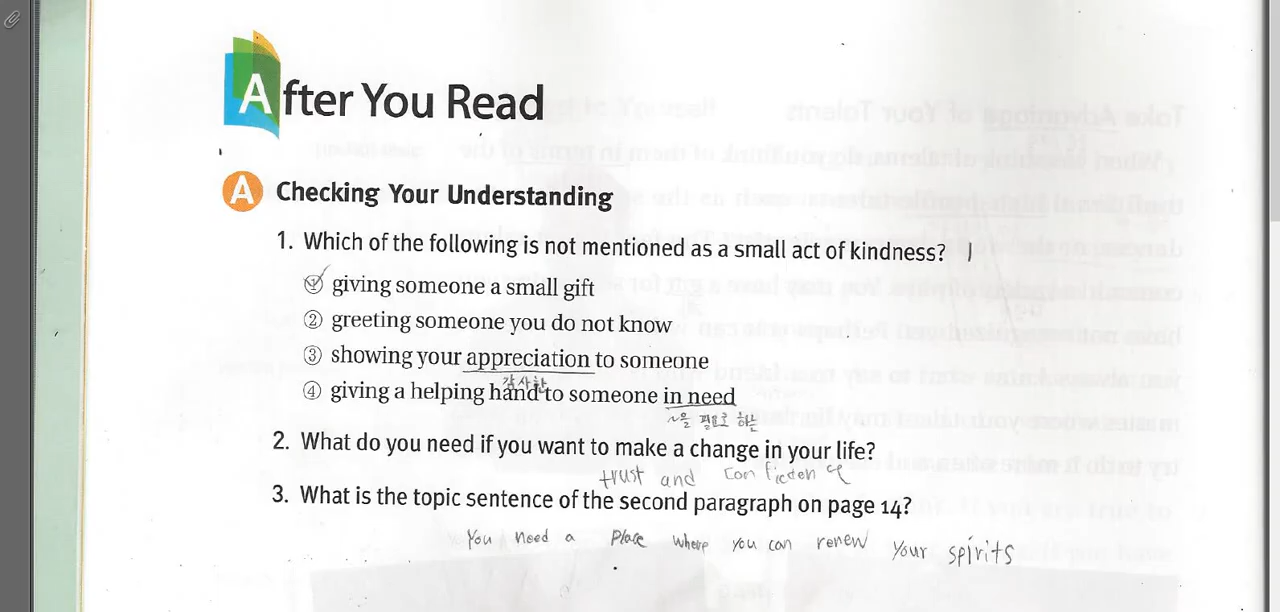 After You Read
A Checking Your Understanding
1. Which of the following is not mentioned as a small act of kindness? 1
① giving someone a small gift
② greeting someone you do not know
③ showing your appreciation to someone
감사함
④ giving a helping hand to someone in need
~을 필요로 하는
2. What do you need if you want to make a change in your life?
trust and conficdence
3. What is the topic sentence of the second paragraph on page 14?
You need a place where you can renew your spirits